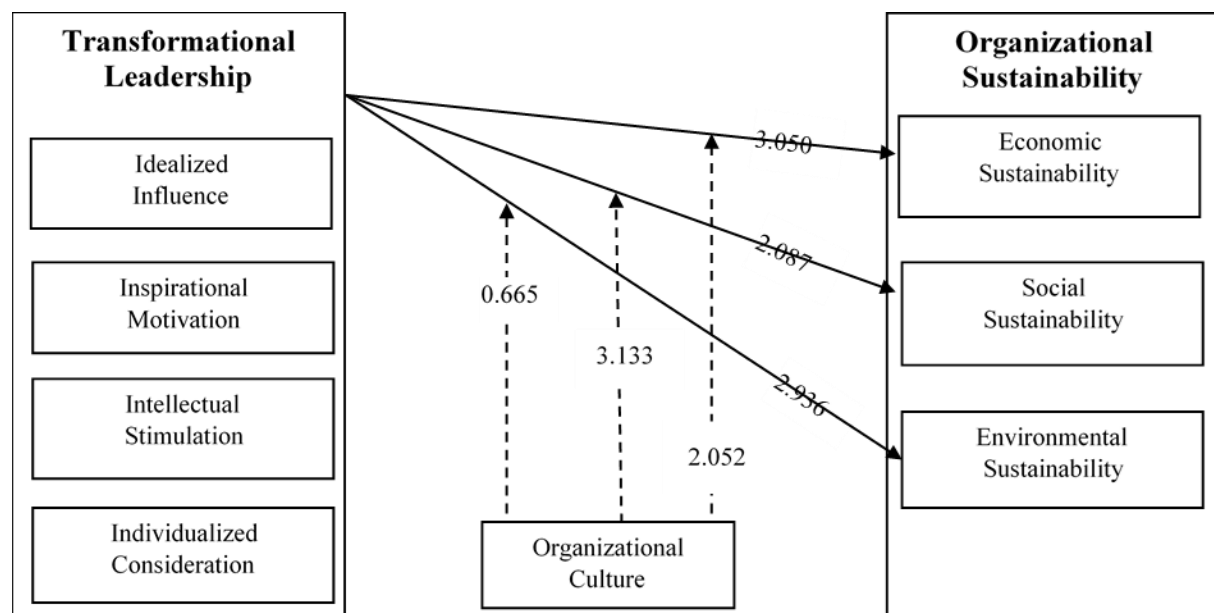 Transformational
Leadership
Idealized
Influence
Inspirational
Motivation
Intellectual
Stimulation
Individualized
Consideration
3.050
2.087
2.936
0.665
3.133
2.052
Organizational
Culture
Organizational
Sustainability
Economic
Sustainability
Social
Sustainability
Environmental
Sustainability